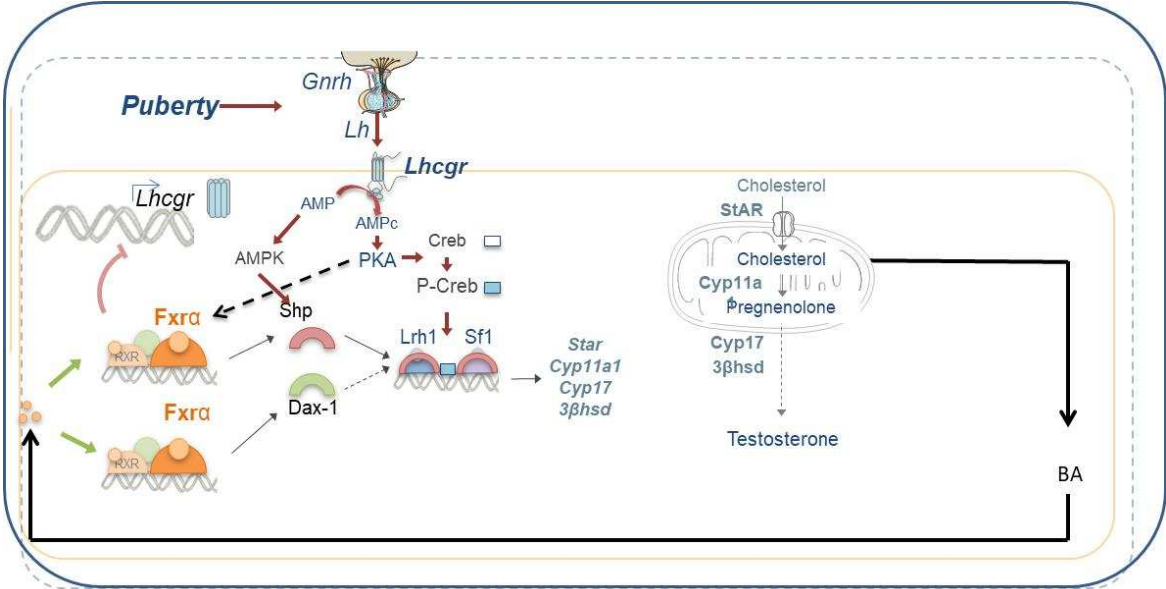 Gnrh
Puberty
Lh
Lhcgr
Lhcgr
AMP
AMPc
AMPK
PKA
Creb
P-Creb
Shp
Fxrα
RXR
Lrh1
Sf1
Star
Cyp11a1
Cyp17
3βhsd
Dax-1
Fxrα
RXR
Cholesterol
StAR
Cholesterol
Cyp11a
1
Pregnenolone
Cyp17
3βhsd
Testosterone
BA